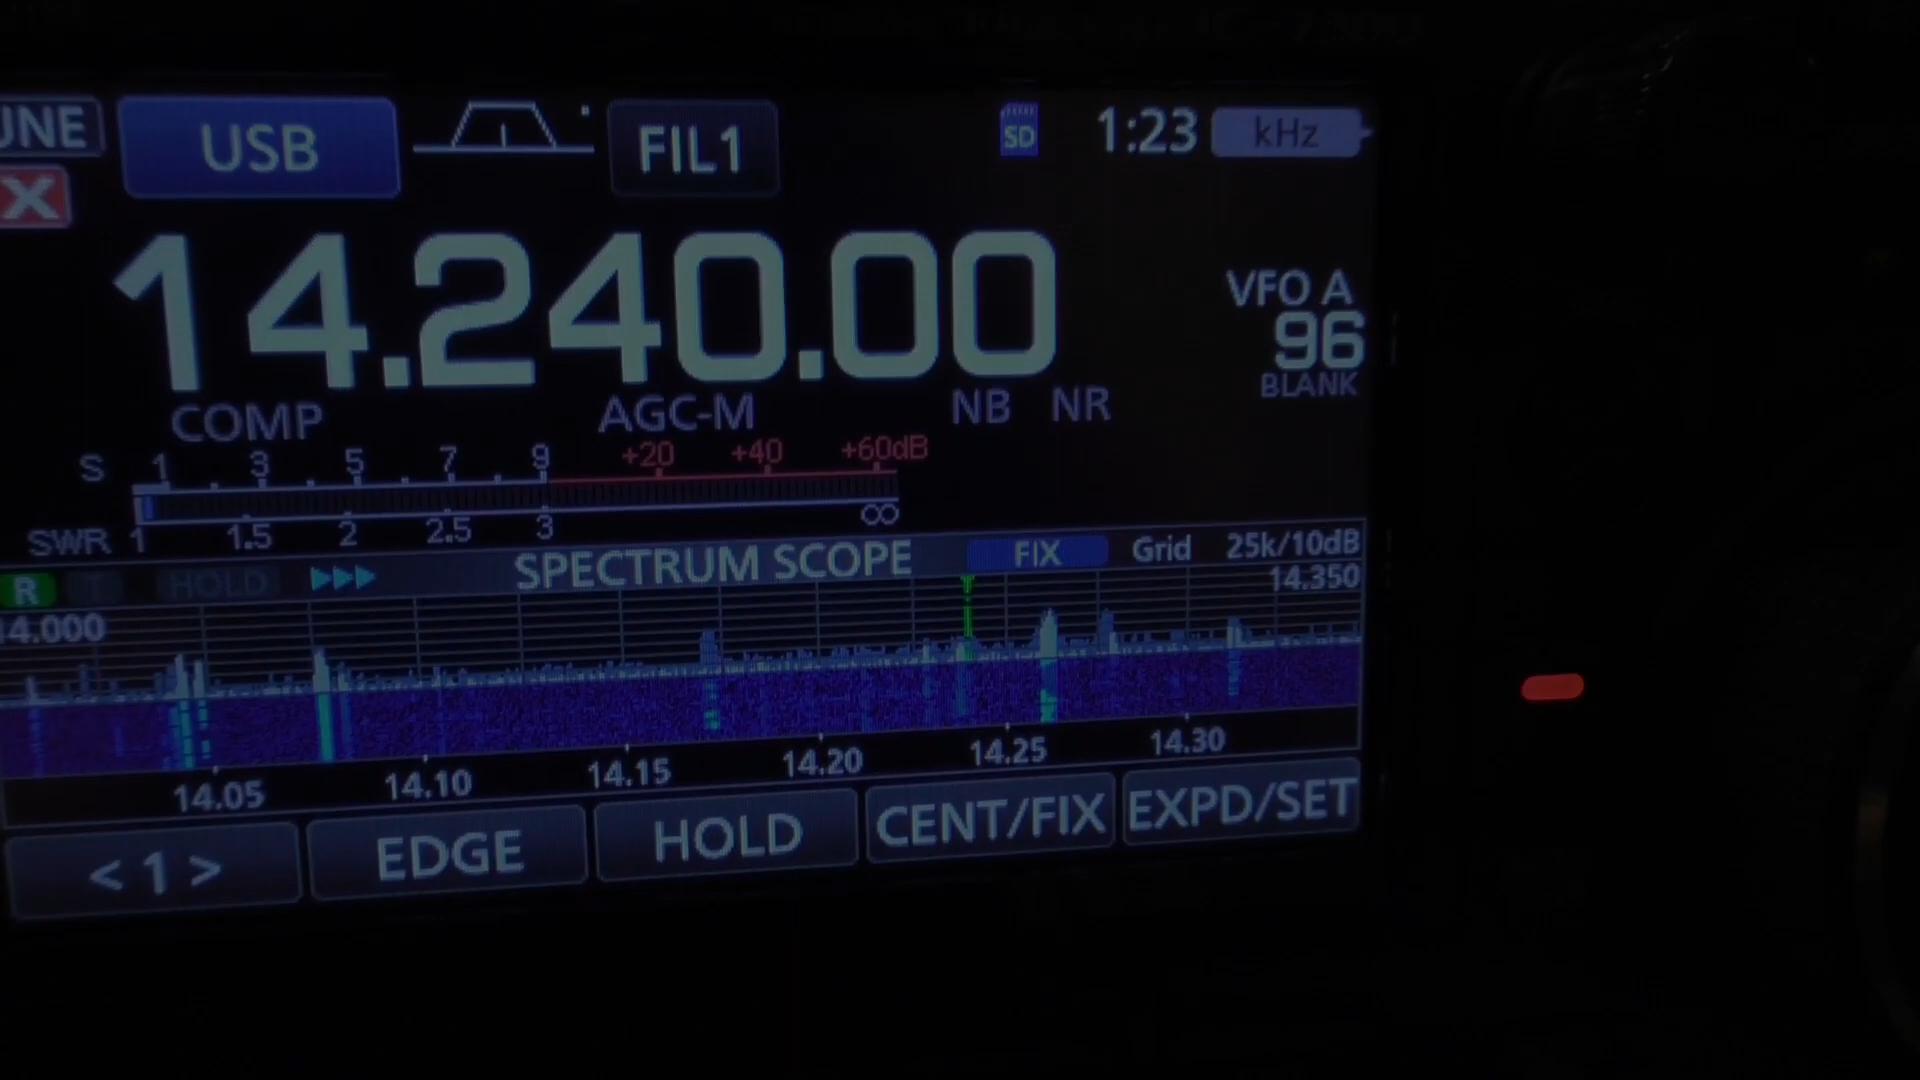 UNE USB FIL1 SD 1:23 kHz
X
14.240.00
VFO A
96
BLANK
COMP AGC-M NB NR
S 1 3 5 7 9 +20 +40 +60dB
SWR 1 1.5 2 2.5 3 ∞
SPECTRUM SCOPE FIX Grid 25k/10dB
R T HOLD 14.350
14.000
14.05 14.10 14.15 14.20 14.25 14.30
< 1 > EDGE HOLD CENT/FIX EXPD/SET